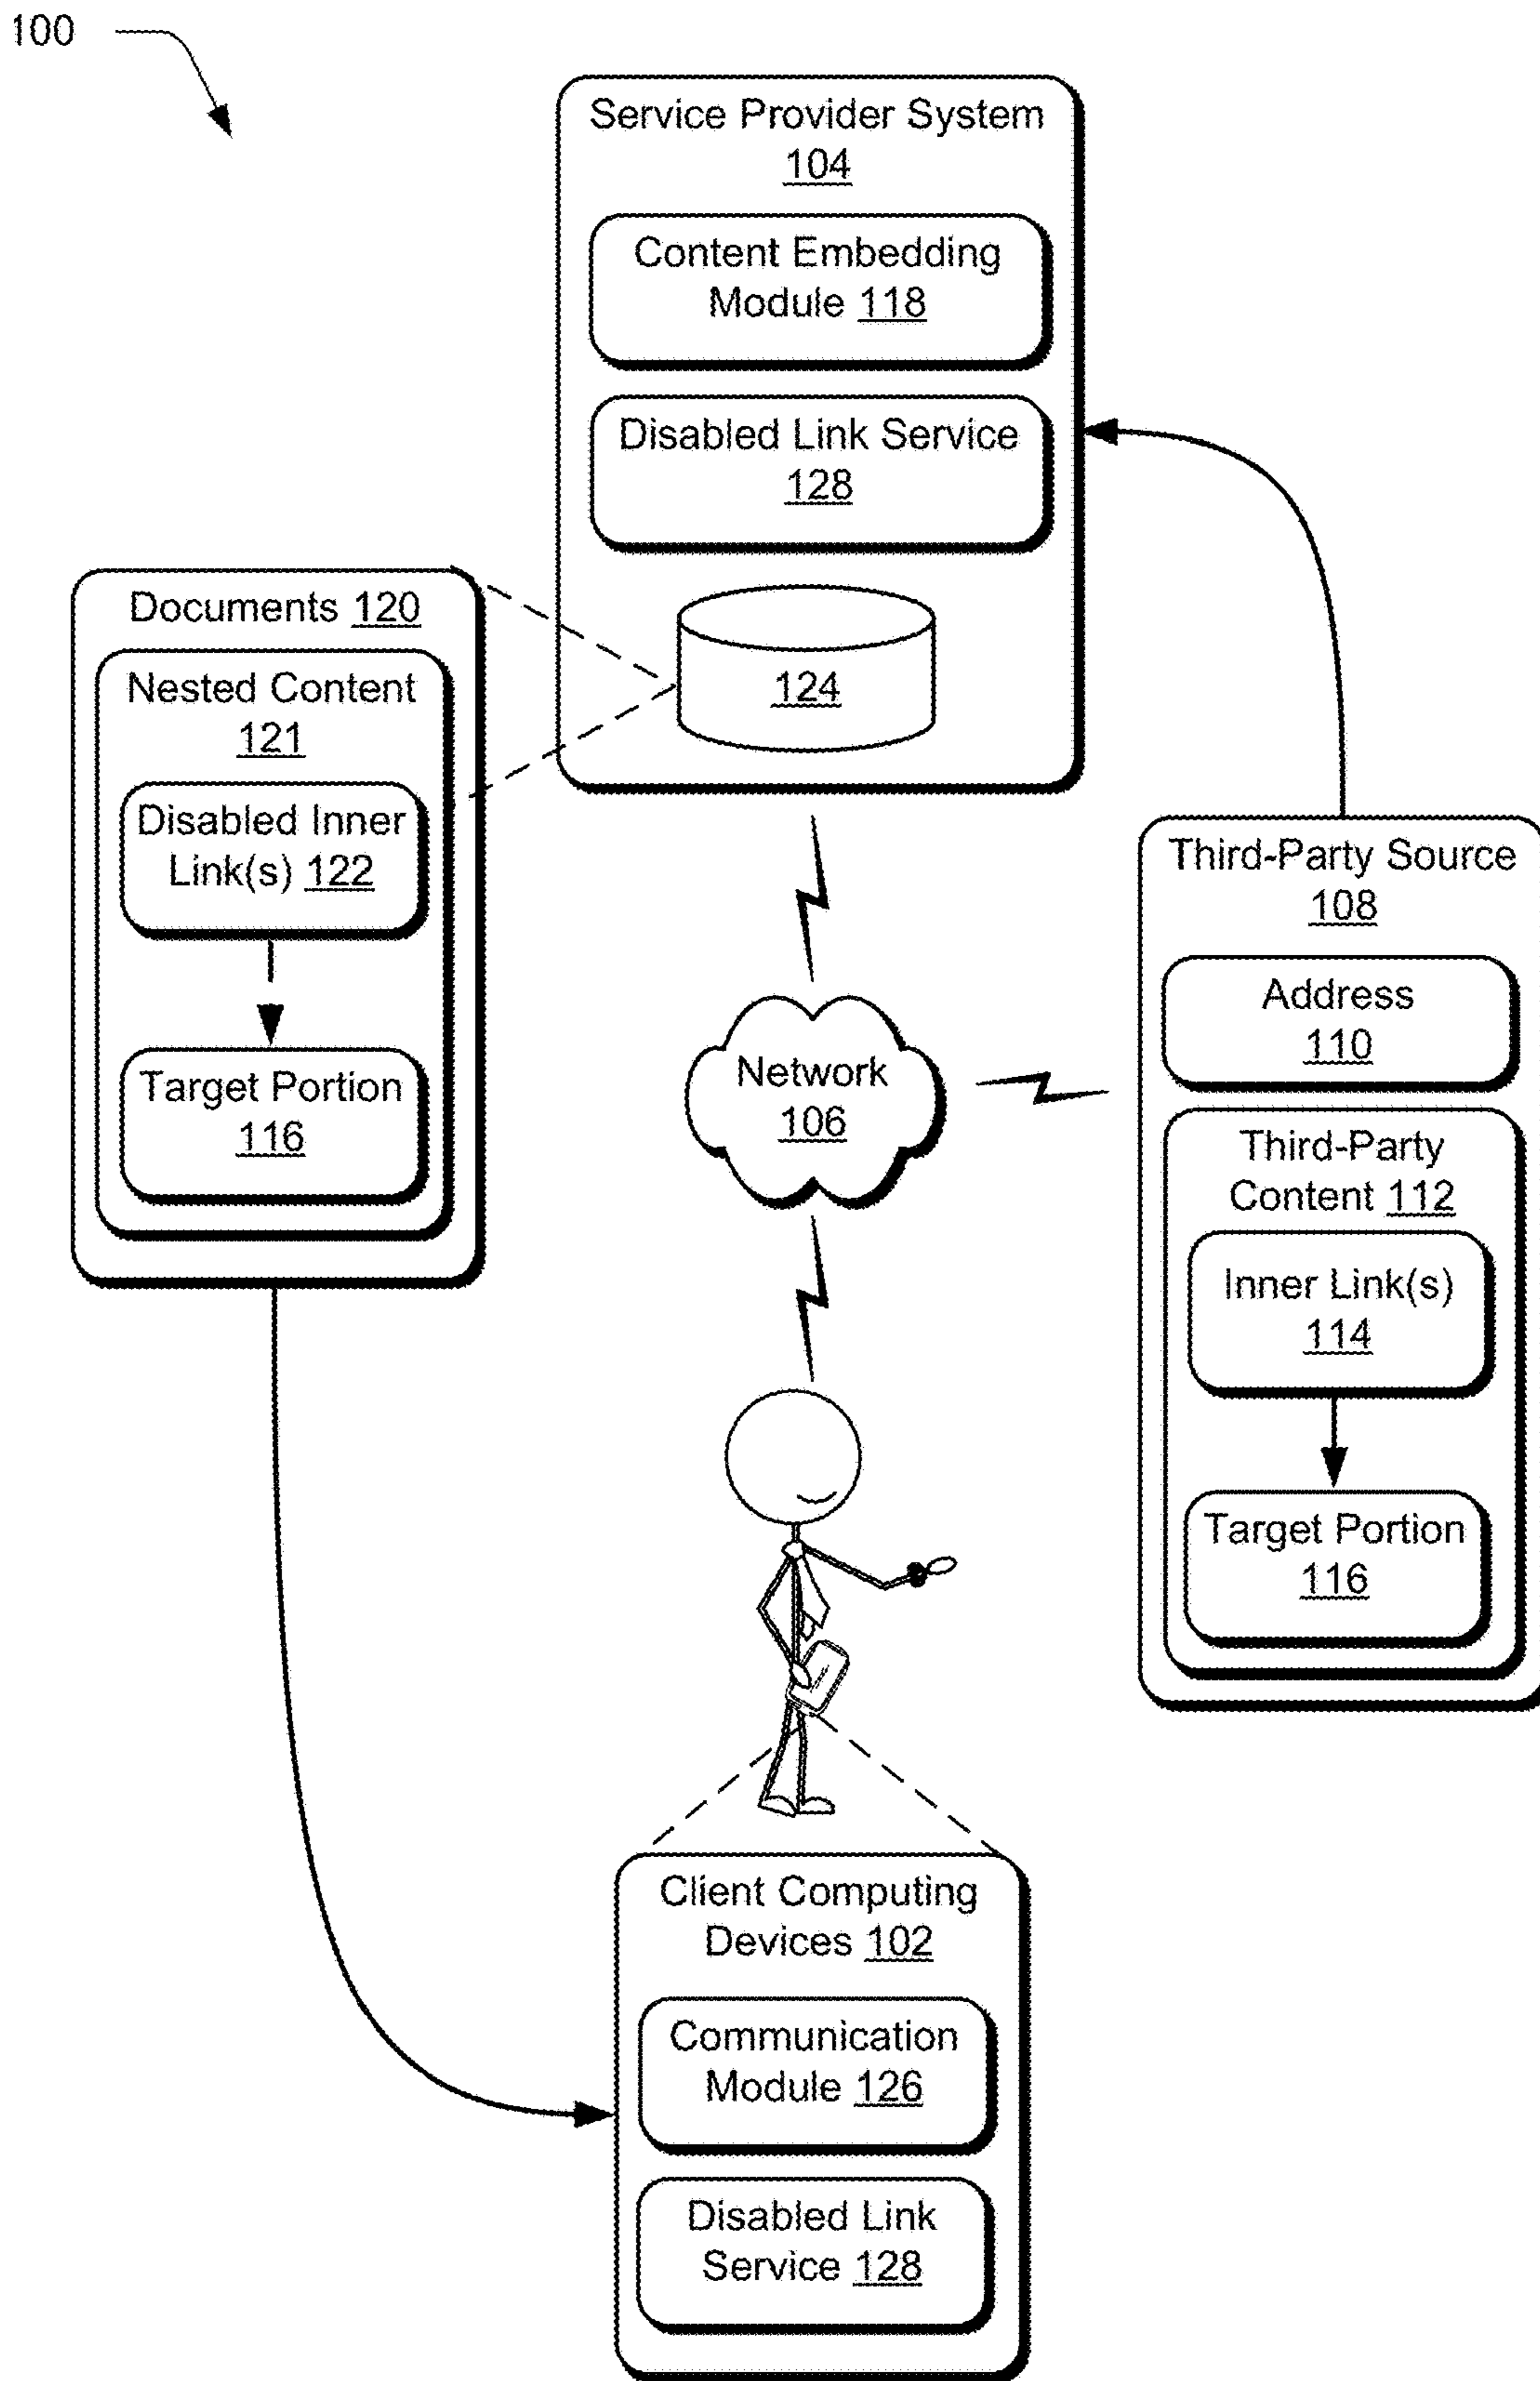 100
Service Provider System
104
Content Embedding
Module 118
Disabled Link Service
128
124
Documents 120
Nested Content
121
Disabled Inner
Link(s) 122
Target Portion
116
Network
106
Third-Party Source
108
Address
110
Third-Party
Content 112
Inner Link(s)
114
Target Portion
116
Client Computing
Devices 102
Communication
Module 126
Disabled Link
Service 128